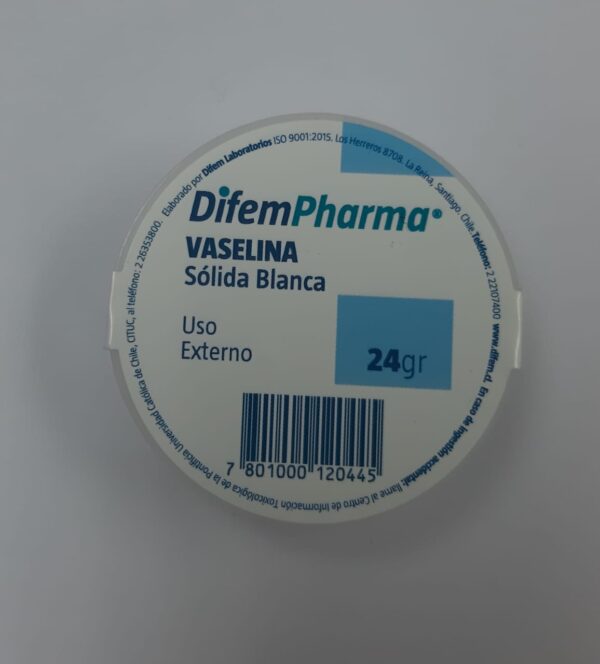 DifemPharma®
VASELINA
Sólida Blanca
Uso
Externo
24gr
7 801000 120445
Elaborado por Difem Laboratorios ISO 9001:2015. Los Herreros 8708. La Reina, Santiago. Chile. Teléfono: 2 22107400 www.difem.cl. En caso de ingestión accidental; llame al Centro de Información Toxicológica de la Pontificia Universidad Católica de Chile, CITUC, al teléfono: 2 26353800.